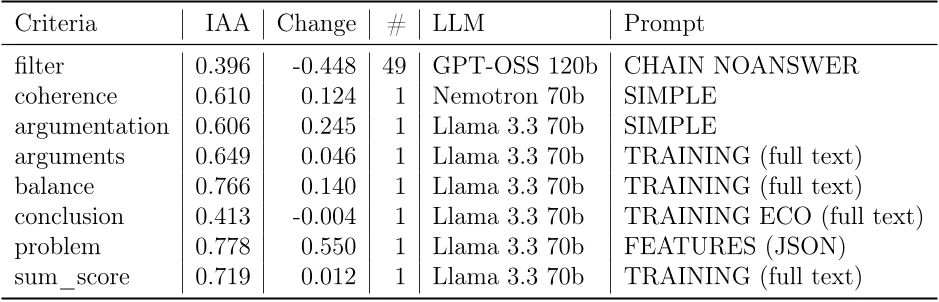 Criteria IAA Change # LLM Prompt
filter 0.396 -0.448 49 GPT-OSS 120b CHAIN NOANSWER
coherence 0.610 0.124 1 Nemotron 70b SIMPLE
argumentation 0.606 0.245 1 Llama 3.3 70b SIMPLE
arguments 0.649 0.046 1 Llama 3.3 70b TRAINING (full text)
balance 0.766 0.140 1 Llama 3.3 70b TRAINING (full text)
conclusion 0.413 -0.004 1 Llama 3.3 70b TRAINING ECO (full text)
problem 0.778 0.550 1 Llama 3.3 70b FEATURES (JSON)
sum_score 0.719 0.012 1 Llama 3.3 70b TRAINING (full text)